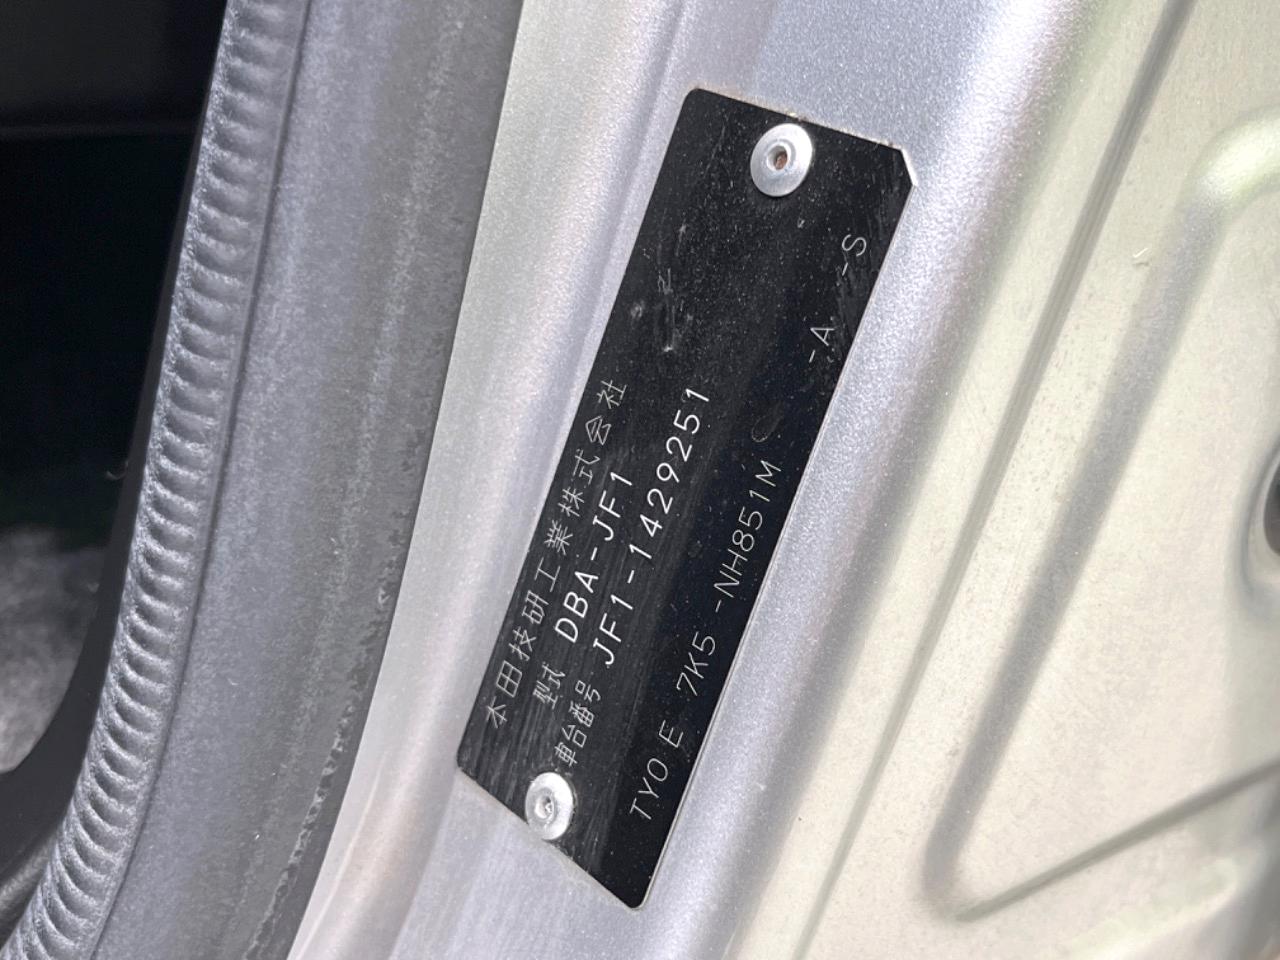 本田技研工業株式会社
型式 DBA-JF1
車台番号 JF1-1429251
TY0 E 7K5 -NH851M -A -S